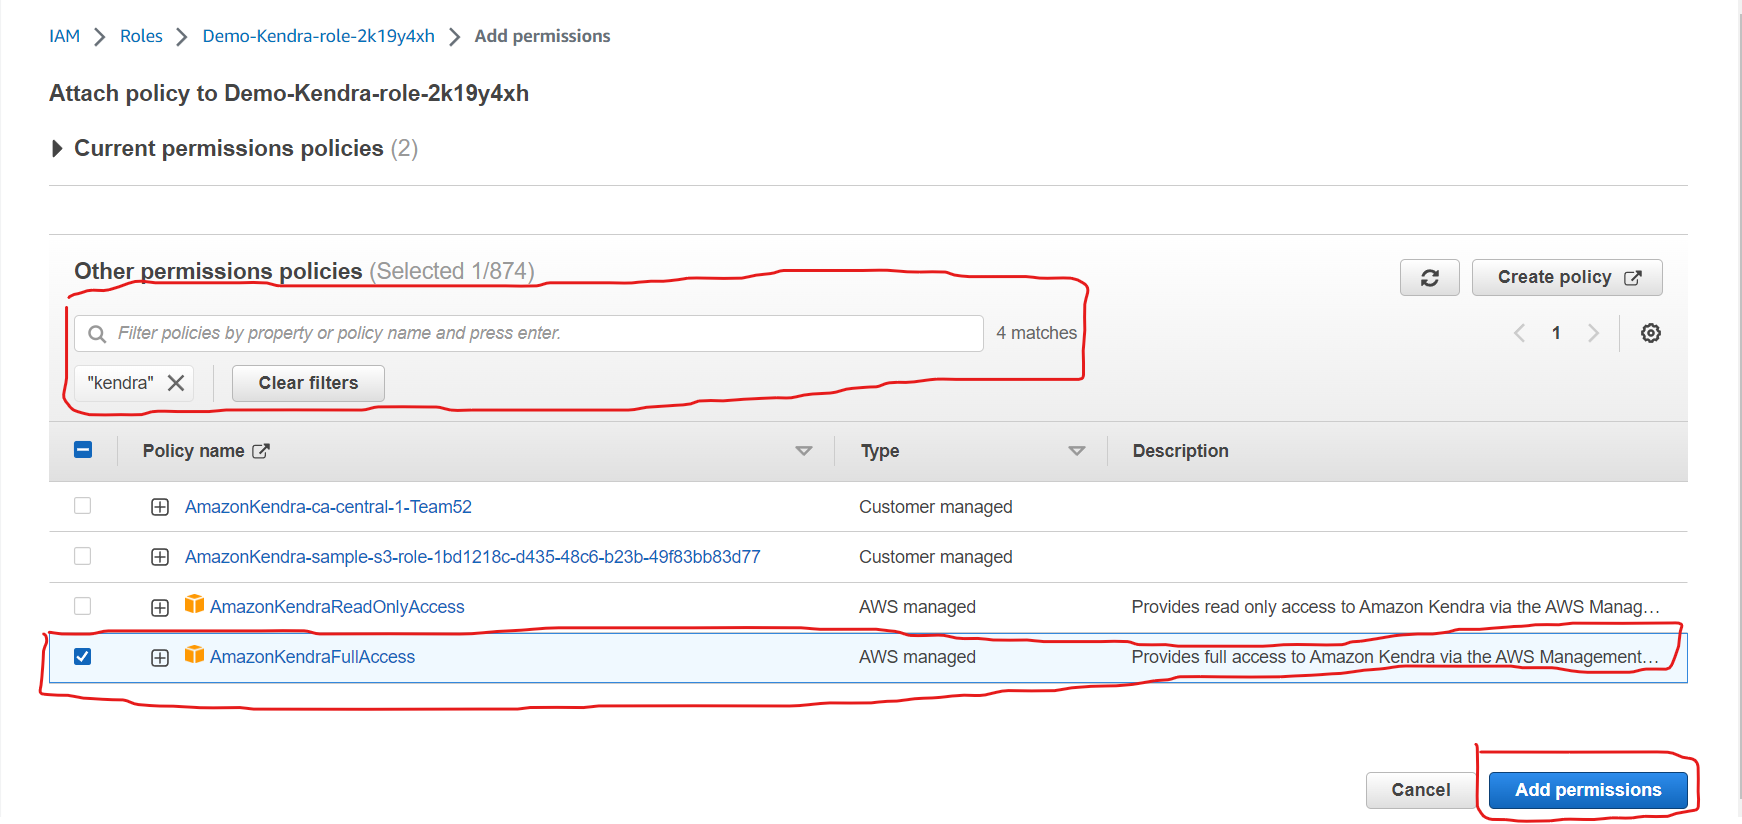 IAM > Roles > Demo-Kendra-role-2k19y4xh > Add permissions
Attach policy to Demo-Kendra-role-2k19y4xh
Current permissions policies (2)
Other permissions policies (Selected 1/874)
Create policy
Filter policies by property or policy name and press enter.
4 matches
1
"kendra"
Clear filters
Policy name Type Description
AmazonKendra-ca-central-1-Team52 Customer managed
AmazonKendra-sample-s3-role-1bd1218c-d435-48c6-b23b-49f83bb83d77 Customer managed
AmazonKendraReadOnlyAccess AWS managed Provides read only access to Amazon Kendra via the AWS Manag...
AmazonKendraFullAccess AWS managed Provides full access to Amazon Kendra via the AWS Management...
Cancel Add permissions